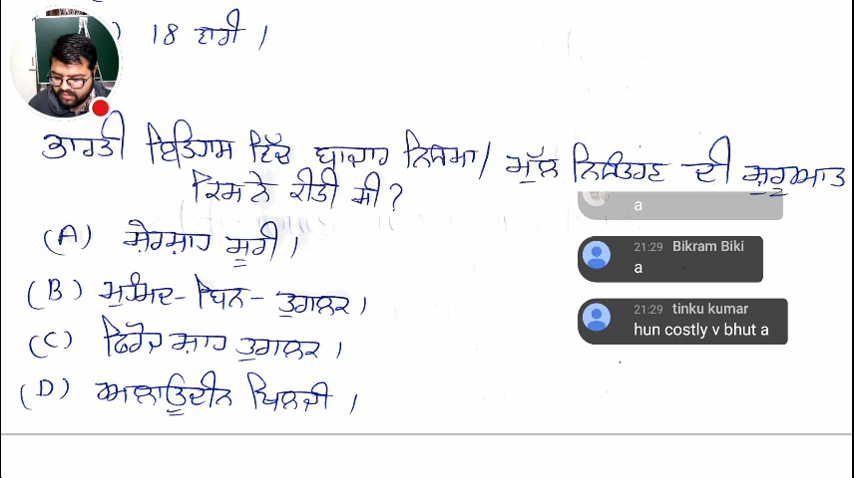 ) 18 ਵਾਰੀ ।
ਭਾਰਤੀ ਇਤਿਹਾਸ ਵਿੱਚ ਬਾਜ਼ਾਰ ਨਿਯਮਾ/ ਮੁੱਲ ਨਿਯੰਤਰਣ ਦੀ ਸ਼ੁਰੂਆਤ
ਕਿਸਨੇ ਕੀਤੀ ਸੀ?
(A) ਸ਼ੇਰਸ਼ਾਹ ਸੂਰੀ ।
(B) ਮੁਹੰਮਦ-ਬਿਨ-ਤੁਗਲਕ ।
(C) ਫਿਰੋਜ਼ ਸ਼ਾਹ ਤੁਗਲਕ ।
(D) ਅਲਾਉਦੀਨ ਖਿਲਜੀ ।
a
21:29 Bikram Biki
a
21:29 tinku kumar
hun costly v bhut a